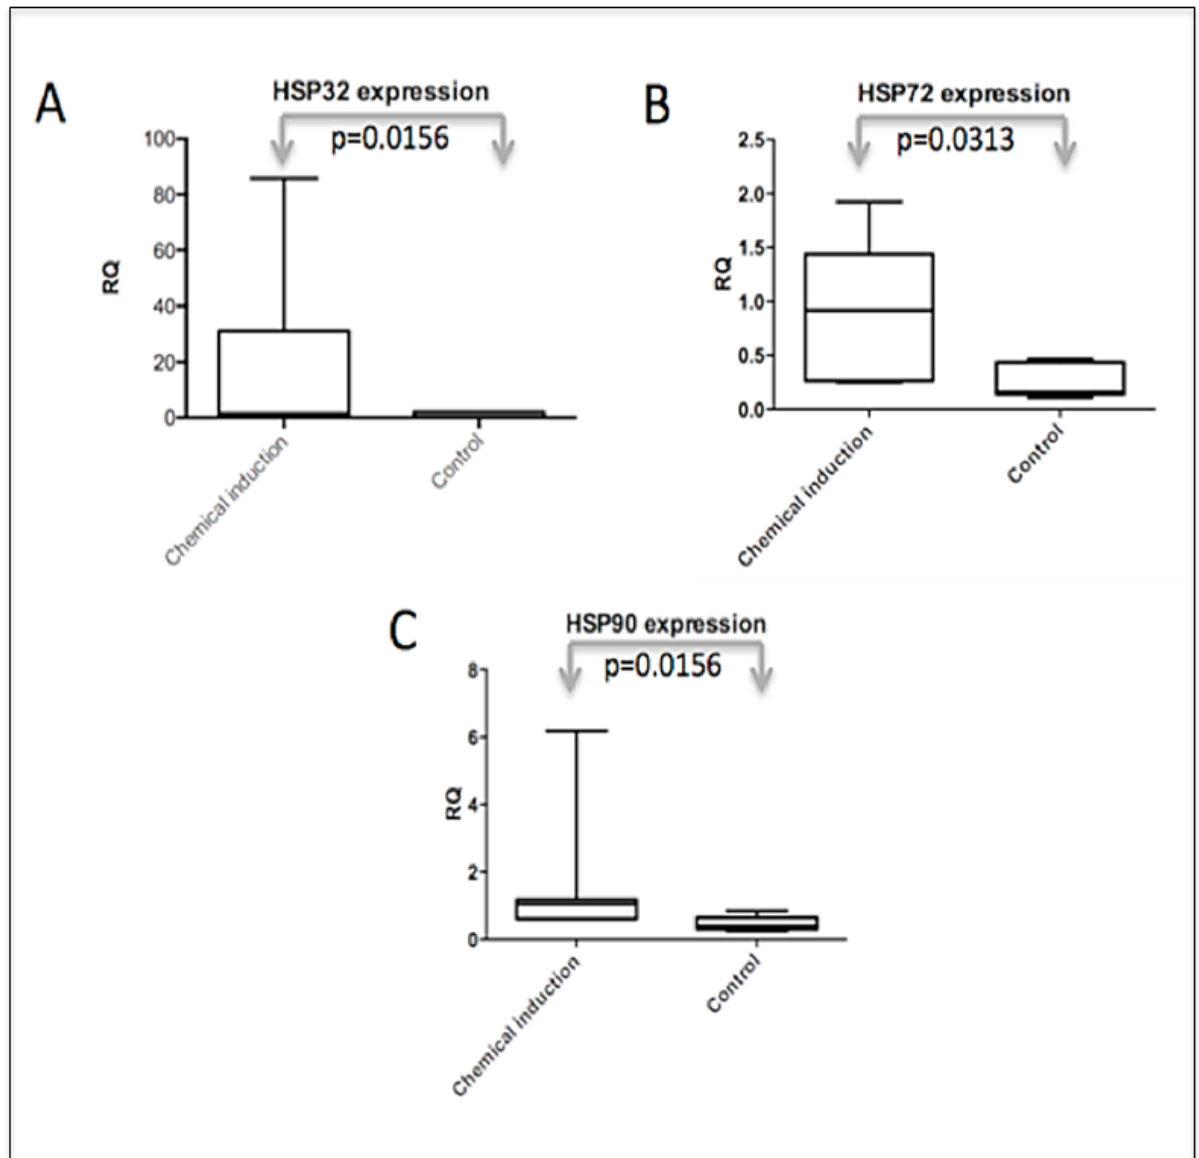 A
HSP32 expression
p=0.0156
100
80
60
40
20
0
RQ
Chemical induction
Control
B
HSP72 expression
p=0.0313
2.5
2.0
1.5
1.0
0.5
0.0
RQ
Chemical induction
Control
C
HSP90 expression
p=0.0156
8
6
4
2
0
RQ
Chemical induction
Control